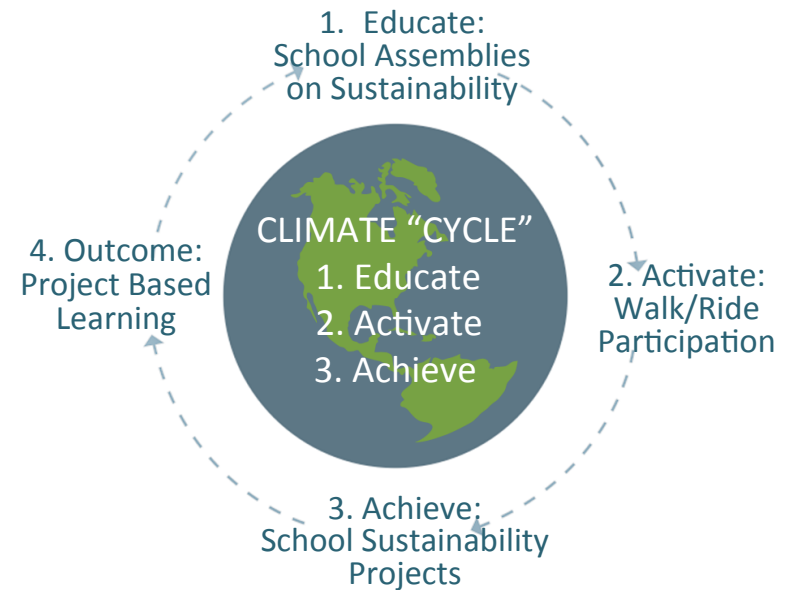 1. Educate:
School Assemblies
on Sustainability
CLIMATE “CYCLE”
1. Educate
2. Activate
3. Achieve
2. Activate:
Walk/Ride
Participation
3. Achieve:
School Sustainability
Projects
4. Outcome:
Project Based
Learning